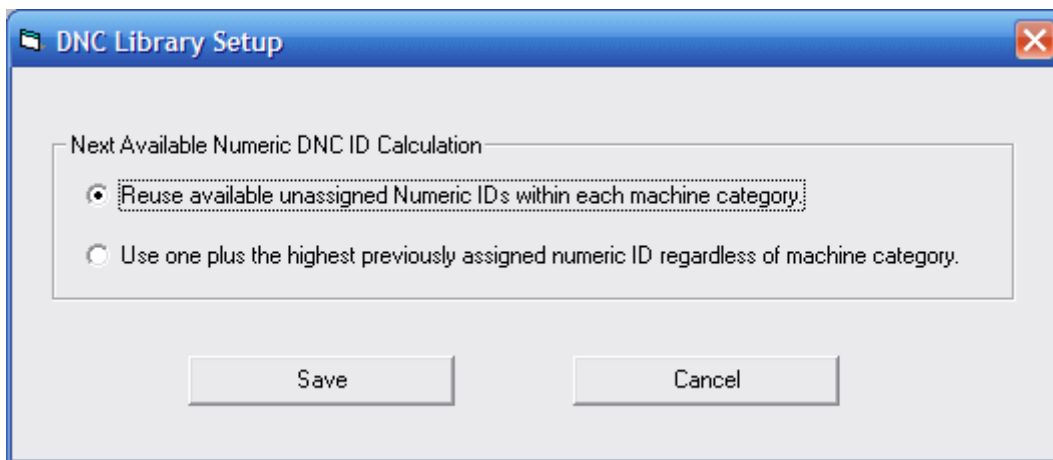 DNC Library Setup
Next Available Numeric DNC ID Calculation
Reuse available unassigned Numeric IDs within each machine category.
Use one plus the highest previously assigned numeric ID regardless of machine category.
Save
Cancel